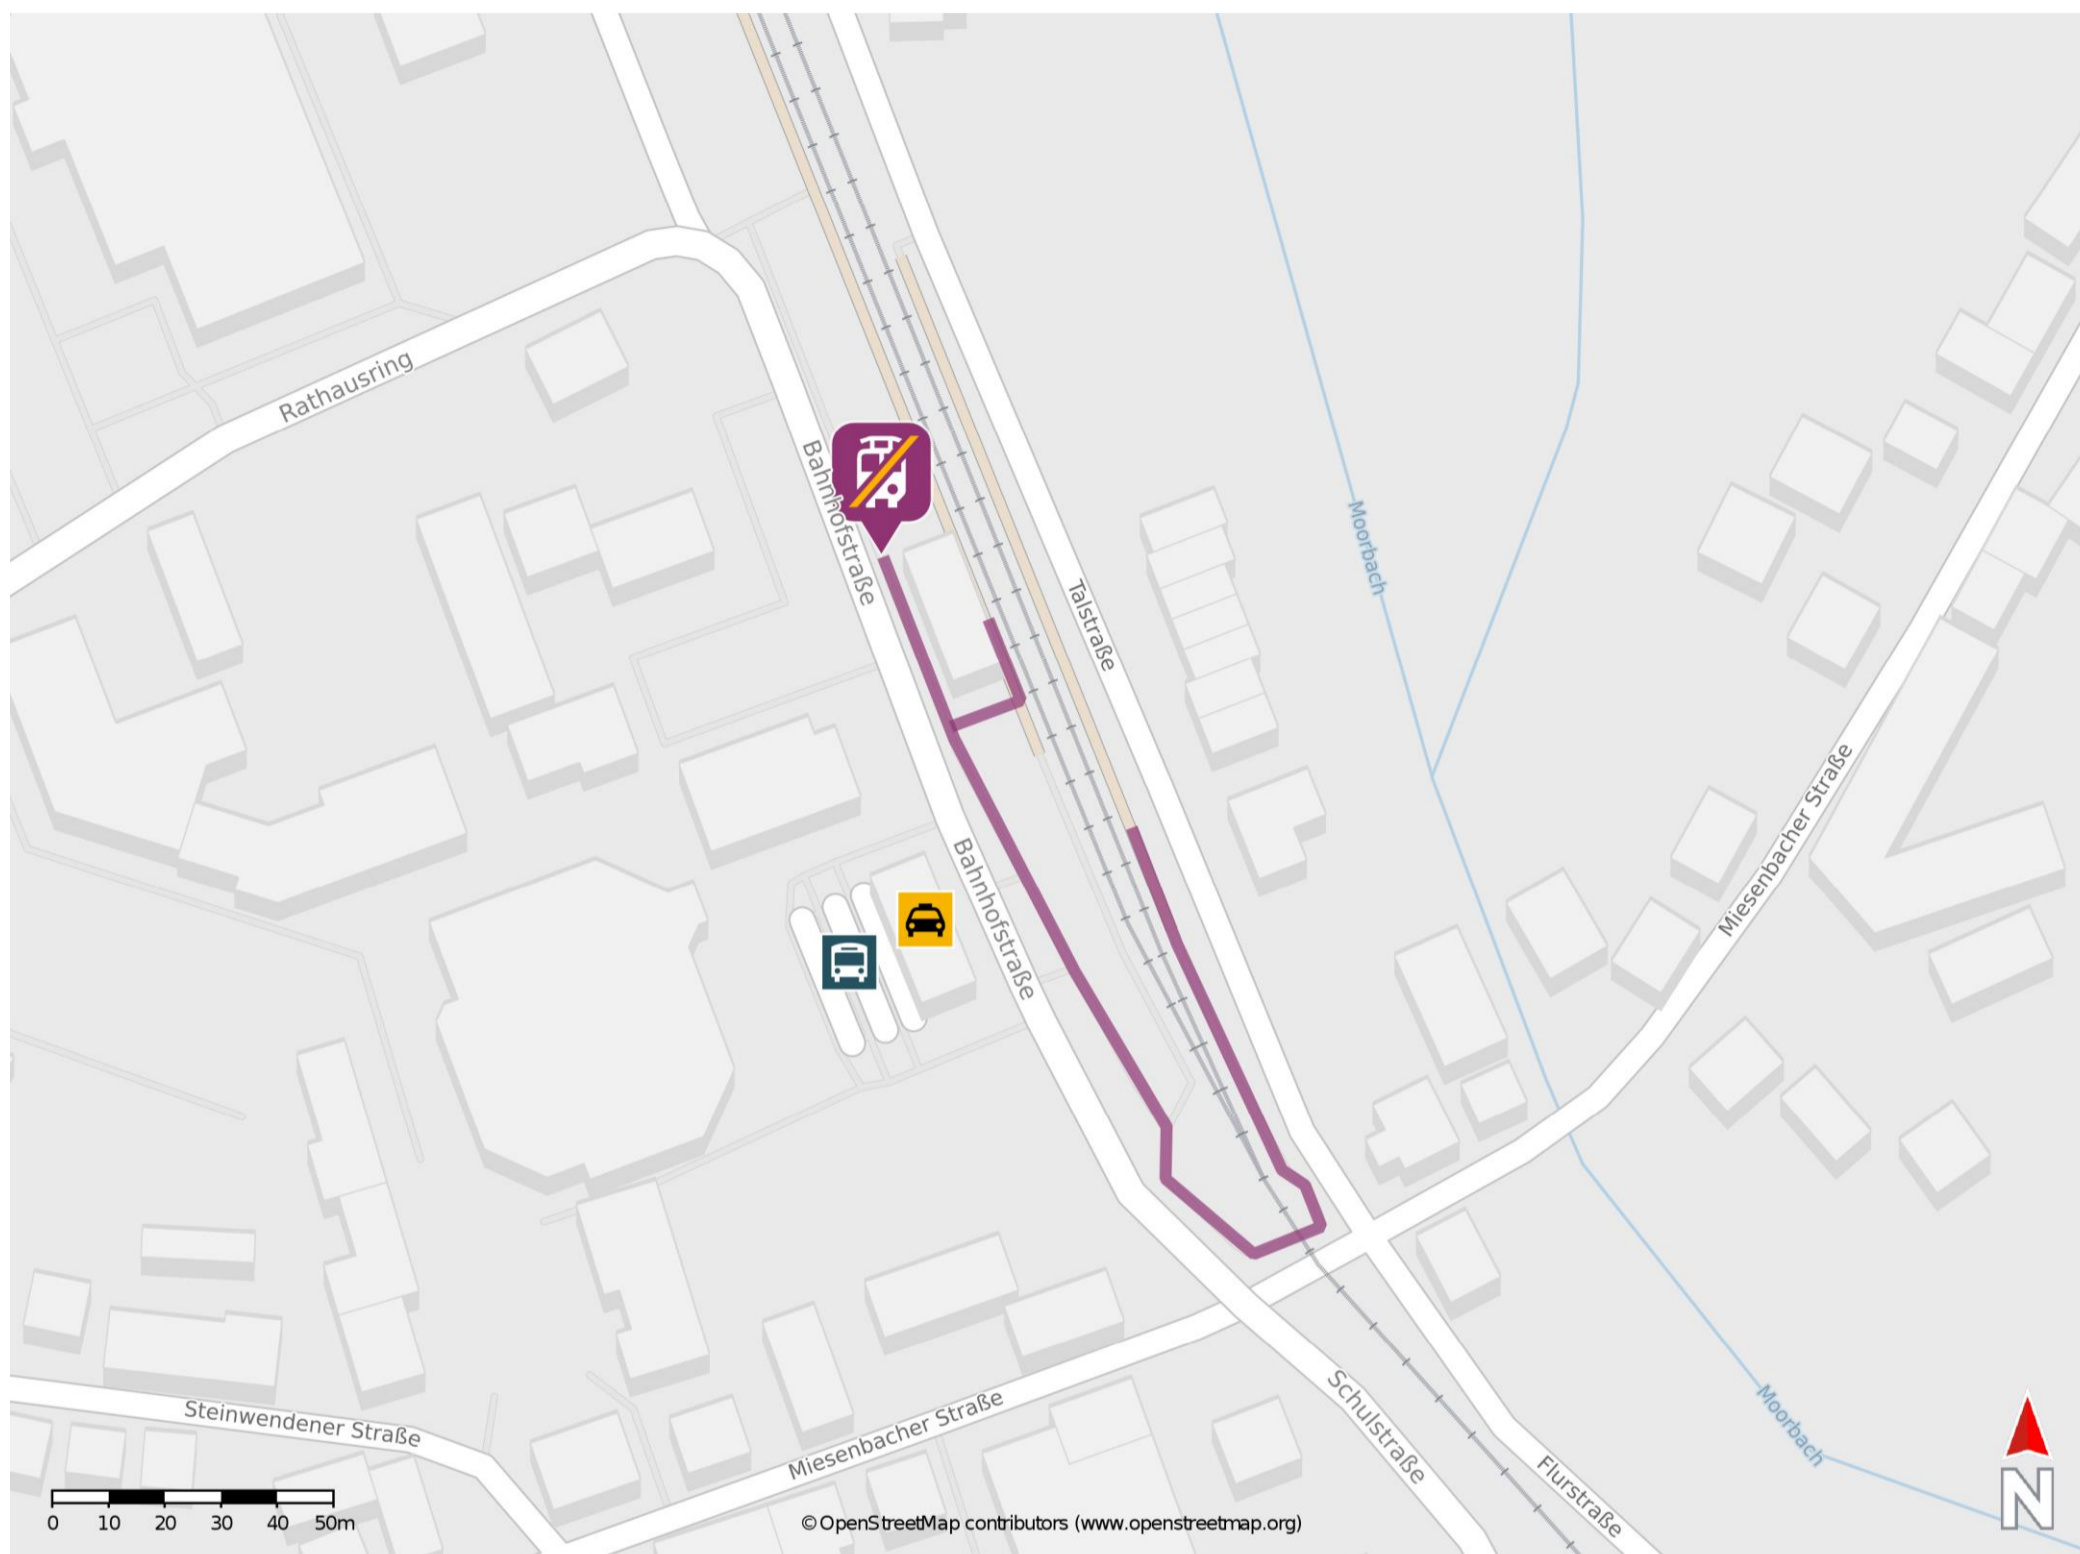 Rathausring
Bahnhofstraße
Moorbach
Talstraße
Miesenbacher Straße
Bahnhofstraße
Steinwendener Straße
Miesenbacher Straße
Schulstraße
Moorbach
Flurstraße
0 10 20 30 40 50m
© OpenStreetMap contributors (www.openstreetmap.org)
N